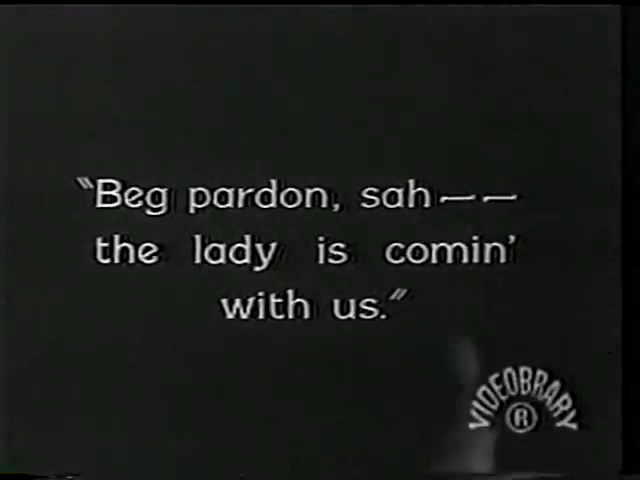 "Beg pardon, sah——
the lady is comin'
with us."
VIDEOBRARY
®